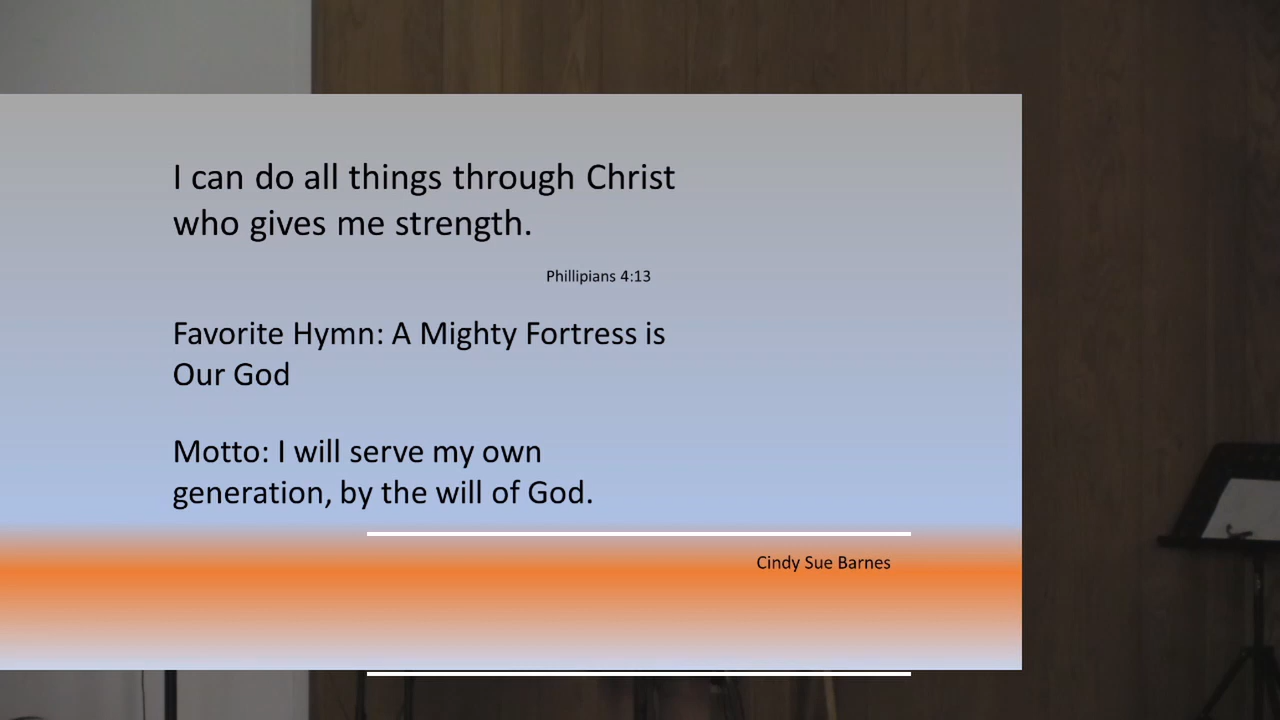 I can do all things through Christ
who gives me strength.
Phillipians 4:13
Favorite Hymn: A Mighty Fortress is
Our God
Motto: I will serve my own
generation, by the will of God.
Cindy Sue Barnes